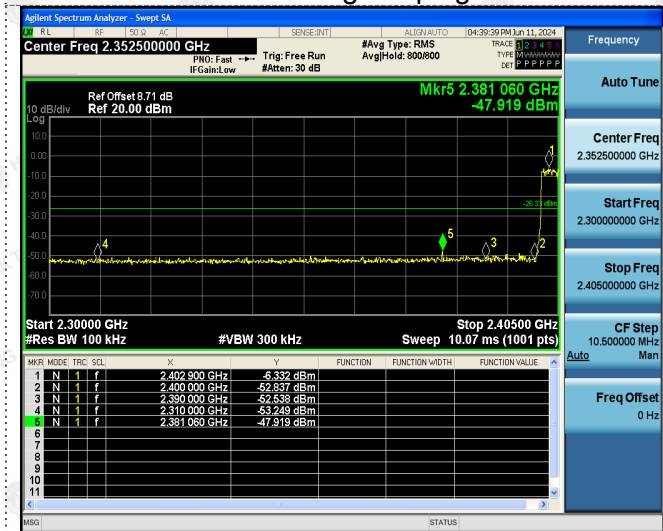 Agilent Spectrum Analyzer - Swept SA
LXI RL RF 50 Ω AC SENSE:INT ALIGN AUTO 04:39:39 PM Jun 11, 2024
Center Freq 2.352500000 GHz
PNO: Fast
IFGain:Low
Trig: Free Run
#Atten: 30 dB
#Avg Type: RMS
Avg|Hold: 800/800
TRACE 1 2 3 4 5 6
TYPE M
DET P P P P P P
Frequency
Auto Tune
Center Freq
2.352500000 GHz
Start Freq
2.300000000 GHz
Stop Freq
2.405000000 GHz
CF Step
10.500000 MHz
Auto Man
Freq Offset
0 Hz
Mkr5 2.381 060 GHz
-47.919 dBm
Ref Offset 8.71 dB
10 dB/div Ref 20.00 dBm
Log
10.0
0.00
-10.0
-20.0
-30.0
-40.0
-50.0
-60.0
-70.0
1
-26.33 dBm
4 5 3 2
Start 2.30000 GHz Stop 2.40500 GHz
#Res BW 100 kHz #VBW 300 kHz Sweep 10.07 ms (1001 pts)
MKR MODE TRC SCL X Y FUNCTION FUNCTION WIDTH FUNCTION VALUE
1 N 1 f 2.402 900 GHz -6.332 dBm
2 N 1 f 2.400 000 GHz -52.837 dBm
3 N 1 f 2.390 000 GHz -52.538 dBm
4 N 1 f 2.310 000 GHz -53.249 dBm
5 N 1 f 2.381 060 GHz -47.919 dBm
6
7
8
9
10
11
MSG STATUS